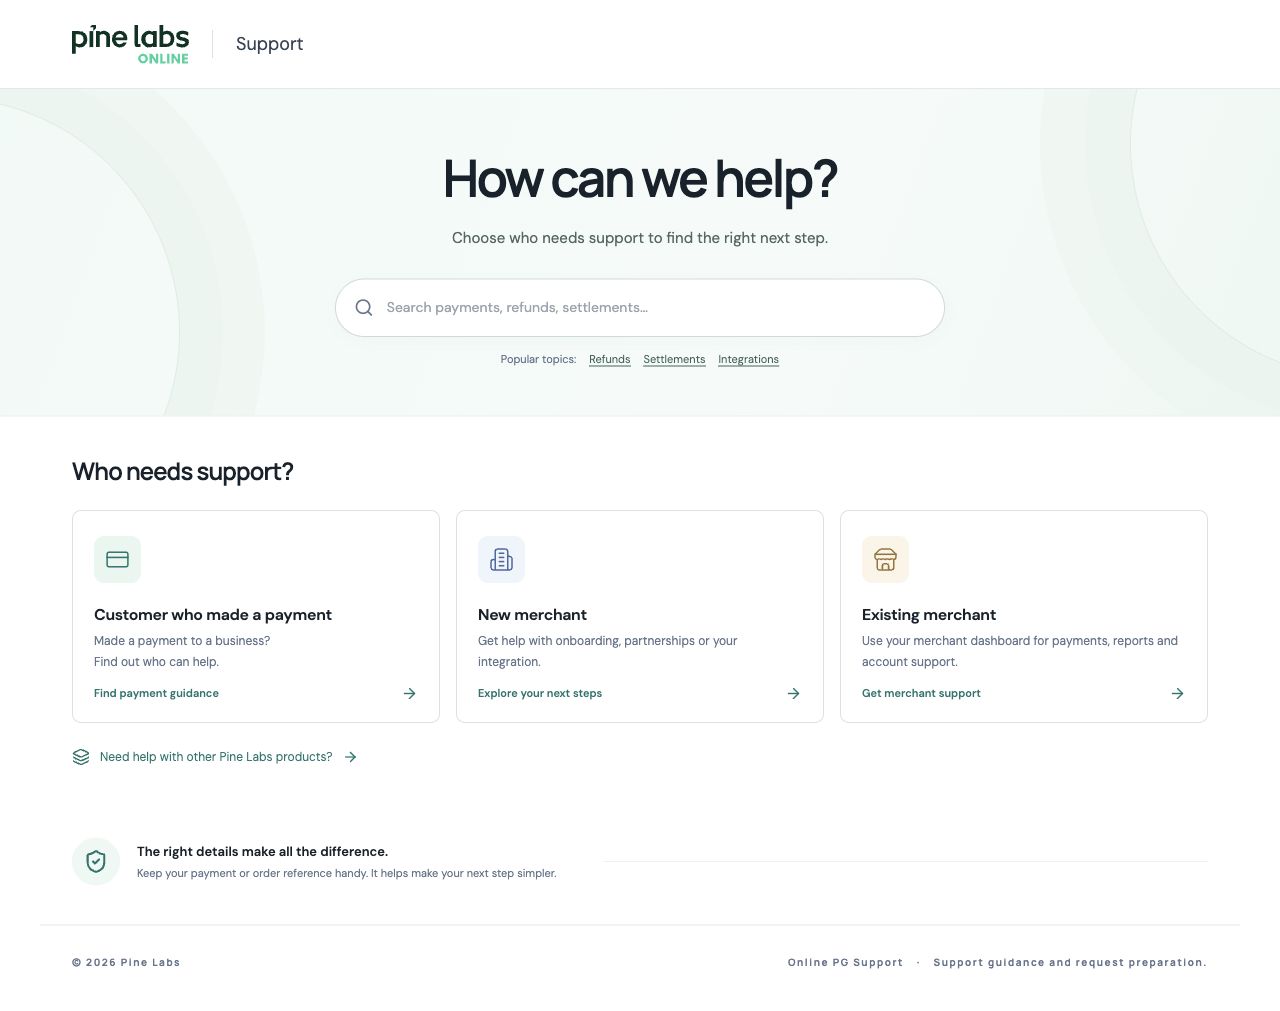 pine labs
ONLINE
Support
How can we help?
Choose who needs support to find the right next step.
Search payments, refunds, settlements...
Popular topics: Refunds Settlements Integrations
Who needs support?
Customer who made a payment
Made a payment to a business?
Find out who can help.
Find payment guidance
New merchant
Get help with onboarding, partnerships or your
integration.
Explore your next steps
Existing merchant
Use your merchant dashboard for payments, reports and
account support.
Get merchant support
Need help with other Pine Labs products?
The right details make all the difference.
Keep your payment or order reference handy. It helps make your next step simpler.
© 2026 Pine Labs
Online PG Support · Support guidance and request preparation.